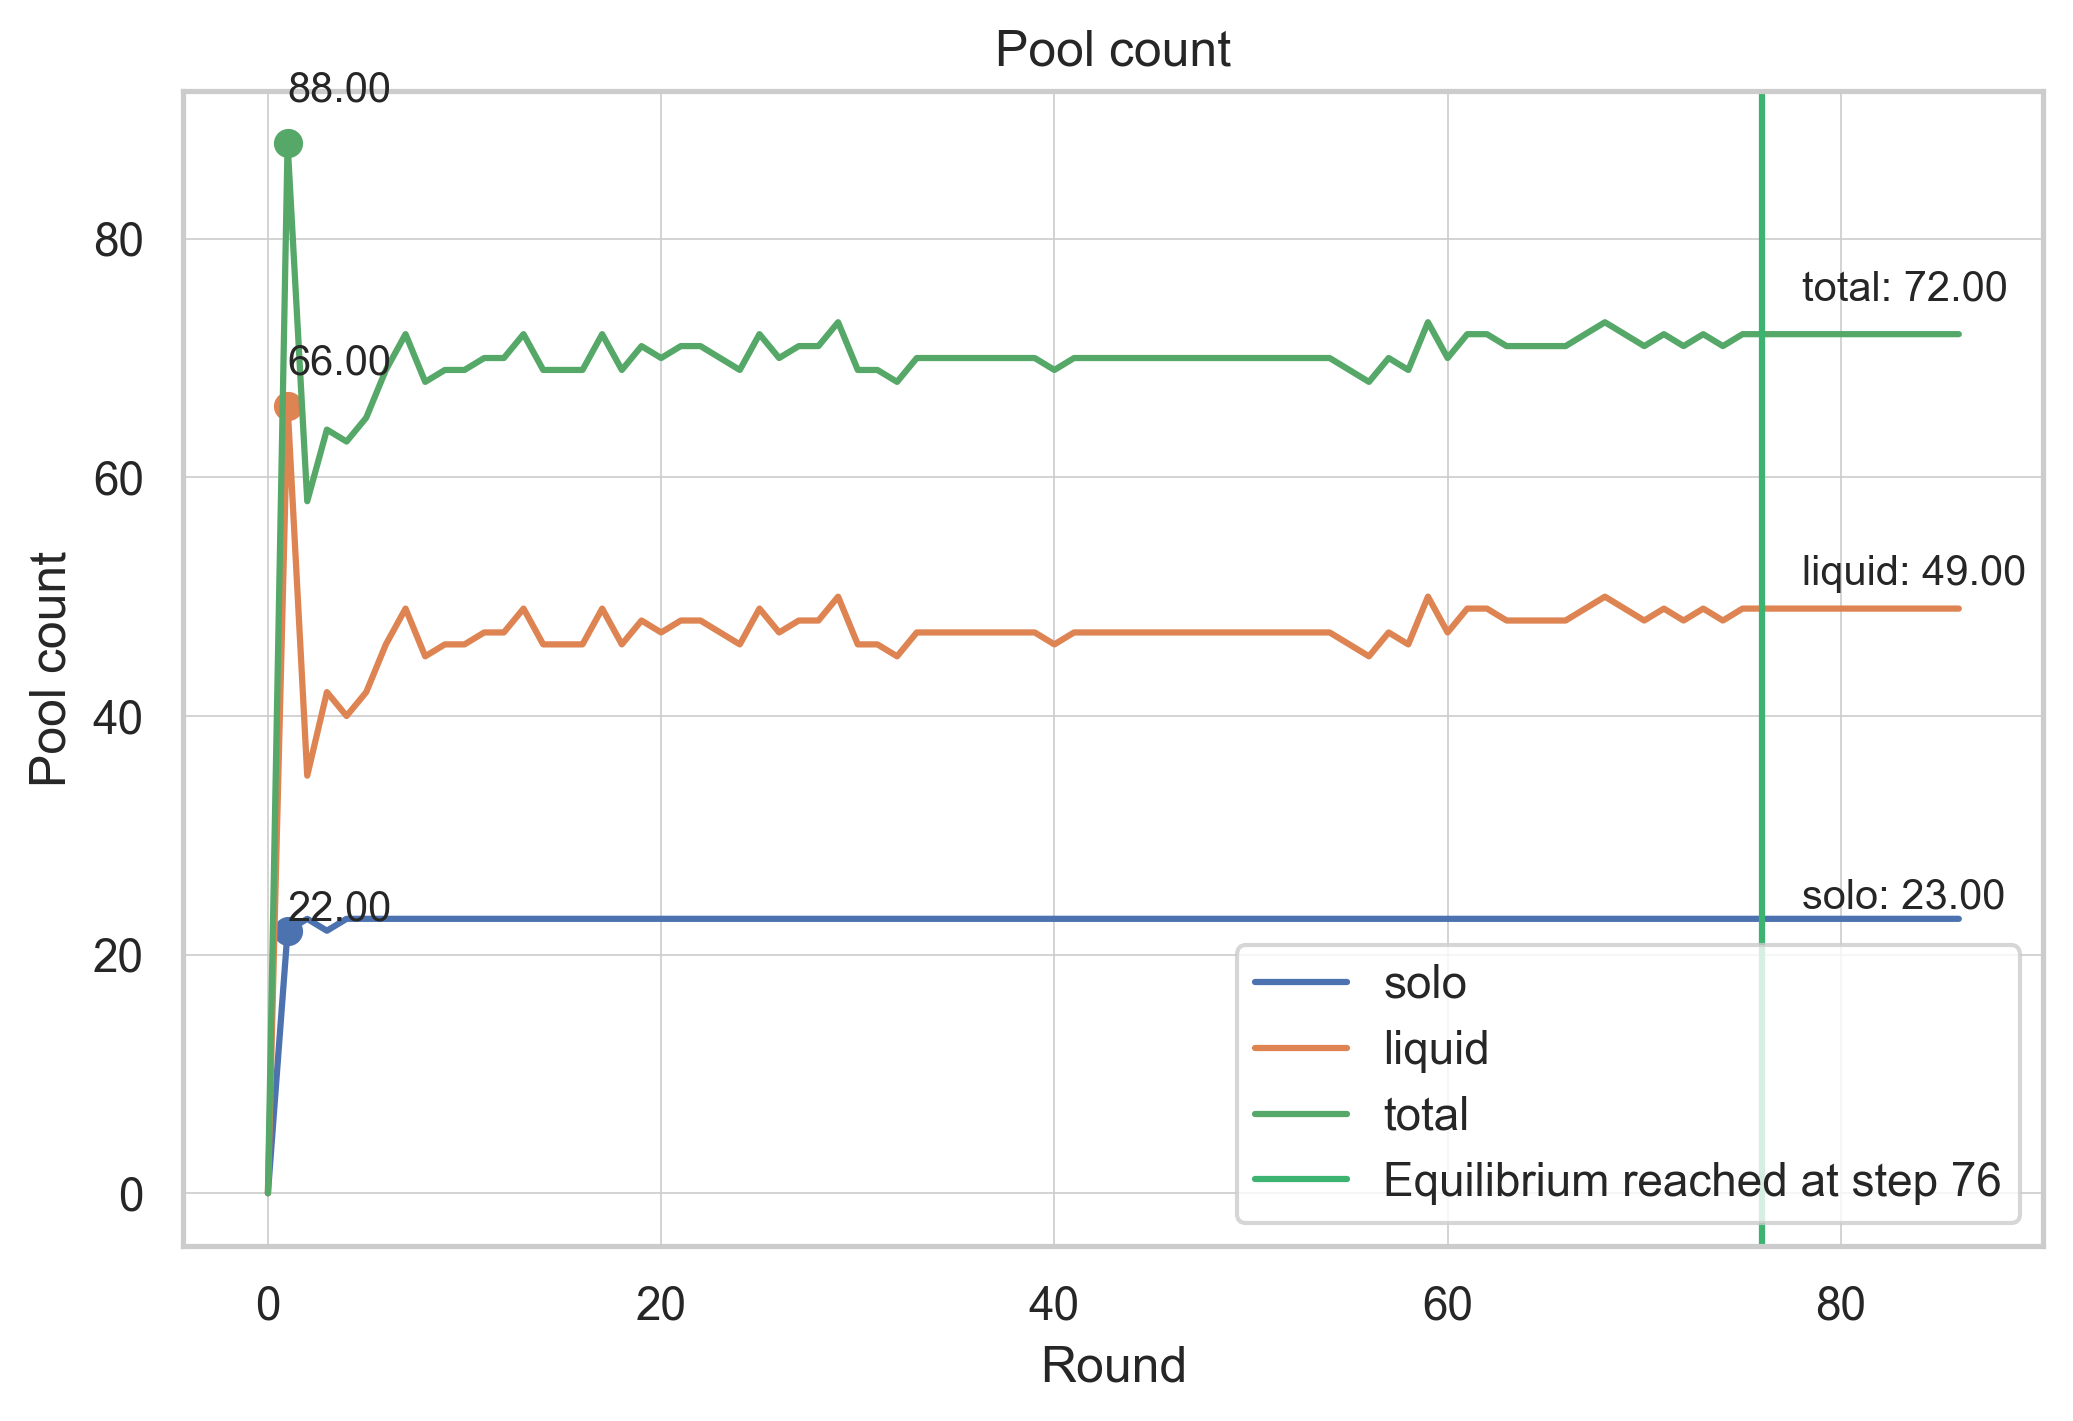 Pool count
88.00
80
total: 72.00
66.00
60
liquid: 49.00
Pool count
40
22.00
solo: 23.00
20
solo
liquid
total
Equilibrium reached at step 76
0
0
20
40
60
80
Round